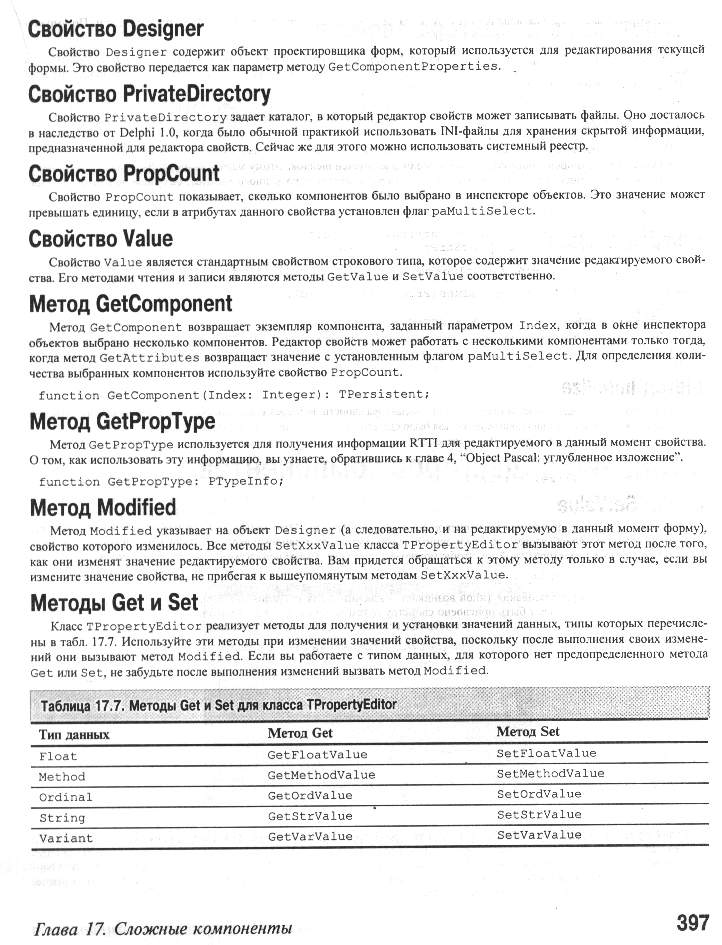 Свойство Designer
Свойство Designer содержит объект проектировщика форм, который используется для редактирования текущей
формы. Это свойство передается как параметр методу GetComponentProperties.
Свойство PrivateDirectory
Свойство PrivateDirectory задает каталог, в который редактор свойств может записывать файлы. Оно досталось
в наследство от Delphi 1.0, когда было обычной практикой использовать INI-файлы для хранения скрытой информации,
предназначенной для редактора свойств. Сейчас же для этого можно использовать системный реестр.
Свойство PropCount
Свойство PropCount показывает, сколько компонентов было выбрано в инспекторе объектов. Это значение может
превышать единицу, если в атрибутах данного свойства установлен флаг paMultiSelect.
Свойство Value
Свойство Value является стандартным свойством строкового типа, которое содержит значение редактируемого свой-
ства. Его методами чтения и записи являются методы GetValue и SetValue соответственно.
Метод GetComponent
Метод GetComponent возвращает экземпляр компонента, заданный параметром Index, когда в окне инспектора
объектов выбрано несколько компонентов. Редактор свойств может работать с несколькими компонентами только тогда,
когда метод GetAttributes возвращает значение с установленным флагом paMultiSelect. Для определения коли-
чества выбранных компонентов используйте свойство PropCount.
function GetComponent(Index: Integer): TPersistent;
Метод GetPropType
Метод GetPropType используется для получения информации RTTI для редактируемого в данный момент свойства.
О том, как использовать эту информацию, вы узнаете, обратившись к главе 4, “Object Pascal: углубленное изложение”.
function GetPropType: PTypeInfo;
Метод Modified
Метод Modified указывает на объект Designer (а следовательно, и на редактируемую в данный момент форму),
свойство которого изменилось. Все методы SetXxxValue класса TPropertyEditor вызывают этот метод после того,
как они изменят значение редактируемого свойства. Вам придется обращаться к этому методу только в случае, если вы
измените значение свойства, не прибегая к вышеупомянутым методам SetXxxValue.
Методы Get и Set
Класс TPropertyEditor реализует методы для получения и установки значений данных, типы которых перечисле-
ны в табл. 17.7. Используйте эти методы при изменении значений свойства, поскольку после выполнения своих измене-
ний они вызывают метод Modified. Если вы работаете с типом данных, для которого нет предопределенного метода
Get или Set, не забудьте после выполнения изменений вызвать метод Modified.
Таблица 17.7. Методы Get и Set для класса TPropertyEditor
Тип данных Метод Get Метод Set
Float GetFloatValue SetFloatValue
Method GetMethodValue SetMethodValue
Ordinal GetOrdValue SetOrdValue
String GetStrValue SetStrValue
Variant GetVarValue SetVarValue
Глава 17. Сложные компоненты 397